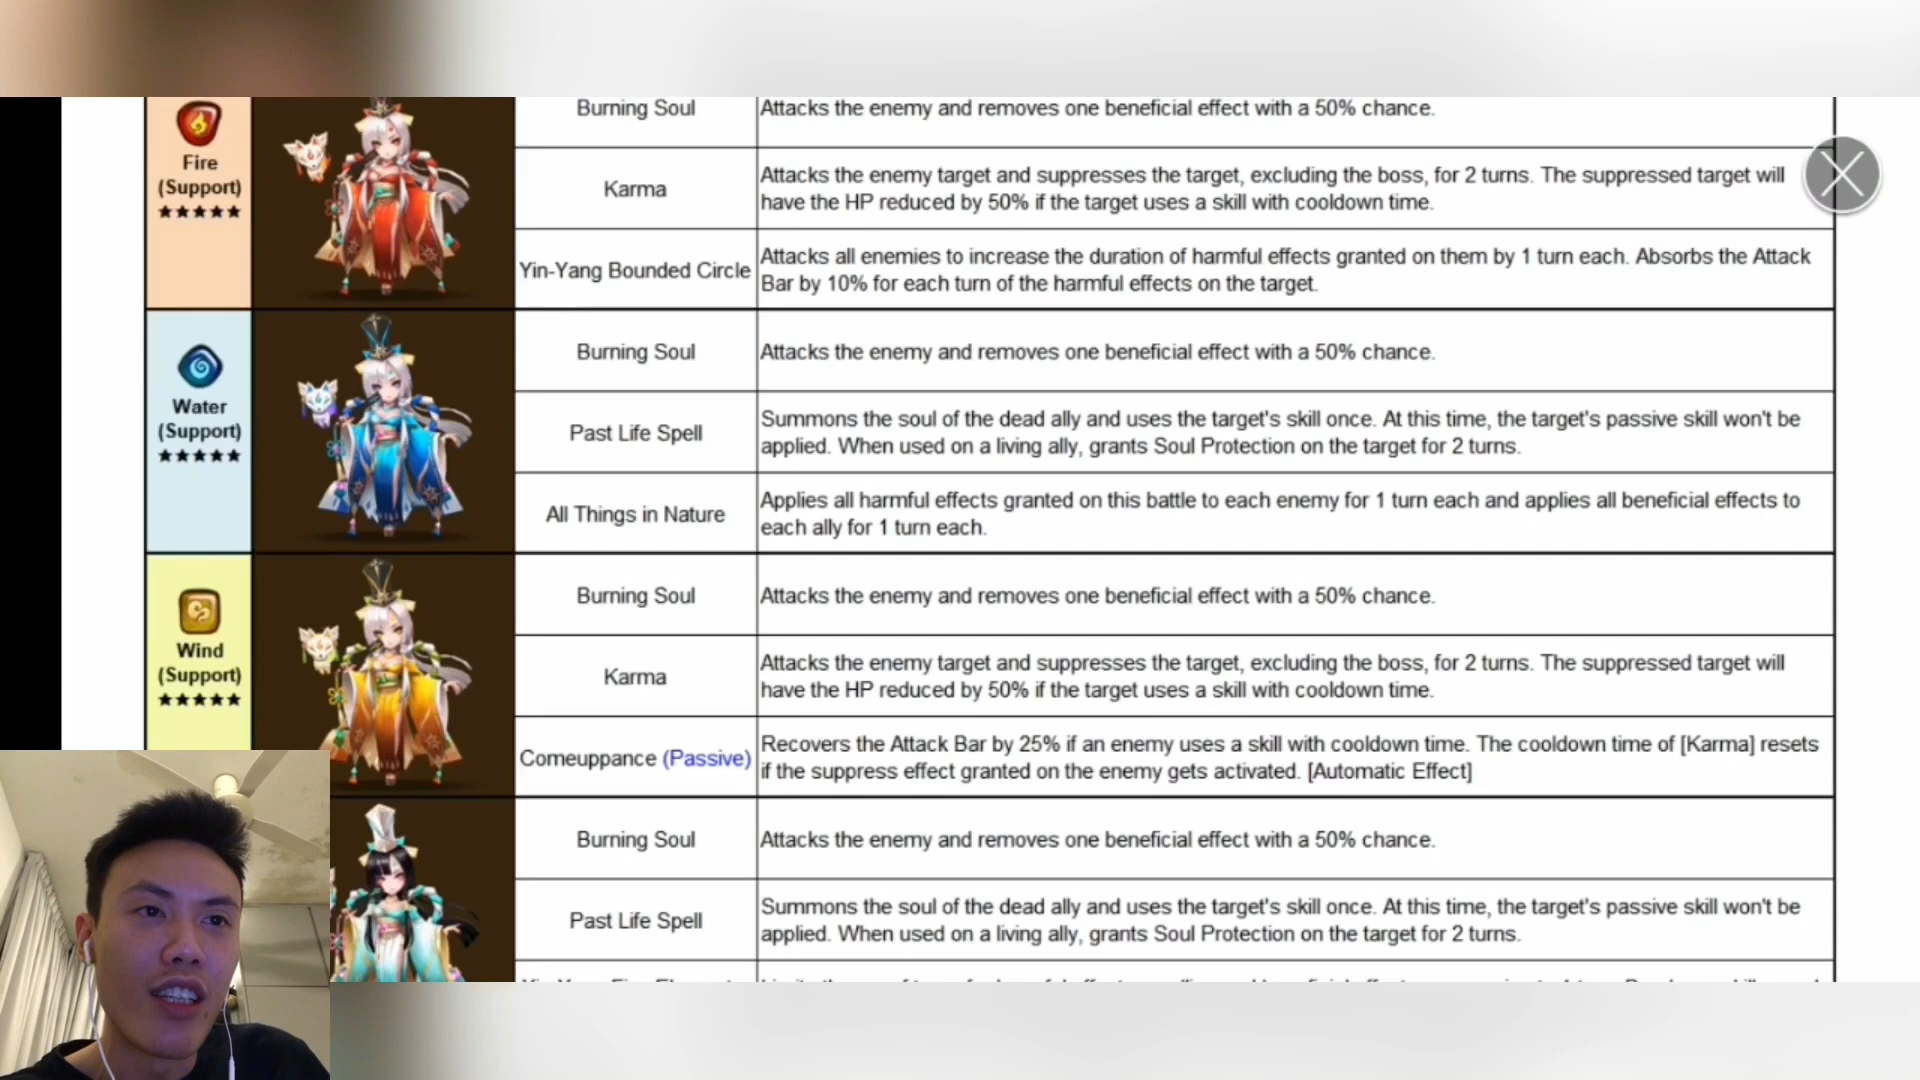 Burning Soul
Attacks the enemy and removes one beneficial effect with a 50% chance.
Fire
(Support)
★★★★★
Karma
Attacks the enemy target and suppresses the target, excluding the boss, for 2 turns. The suppressed target will
have the HP reduced by 50% if the target uses a skill with cooldown time.
Yin-Yang Bounded Circle
Attacks all enemies to increase the duration of harmful effects granted on them by 1 turn each. Absorbs the Attack
Bar by 10% for each turn of the harmful effects on the target.
Water
(Support)
★★★★★
Burning Soul
Attacks the enemy and removes one beneficial effect with a 50% chance.
Past Life Spell
Summons the soul of the dead ally and uses the target's skill once. At this time, the target's passive skill won't be
applied. When used on a living ally, grants Soul Protection on the target for 2 turns.
All Things in Nature
Applies all harmful effects granted on this battle to each enemy for 1 turn each and applies all beneficial effects to
each ally for 1 turn each.
Wind
(Support)
★★★★★
Burning Soul
Attacks the enemy and removes one beneficial effect with a 50% chance.
Karma
Attacks the enemy target and suppresses the target, excluding the boss, for 2 turns. The suppressed target will
have the HP reduced by 50% if the target uses a skill with cooldown time.
Comeuppance (Passive)
Recovers the Attack Bar by 25% if an enemy uses a skill with cooldown time. The cooldown time of [Karma] resets
if the suppress effect granted on the enemy gets activated. [Automatic Effect]
Burning Soul
Attacks the enemy and removes one beneficial effect with a 50% chance.
Past Life Spell
Summons the soul of the dead ally and uses the target's skill once. At this time, the target's passive skill won't be
applied. When used on a living ally, grants Soul Protection on the target for 2 turns.